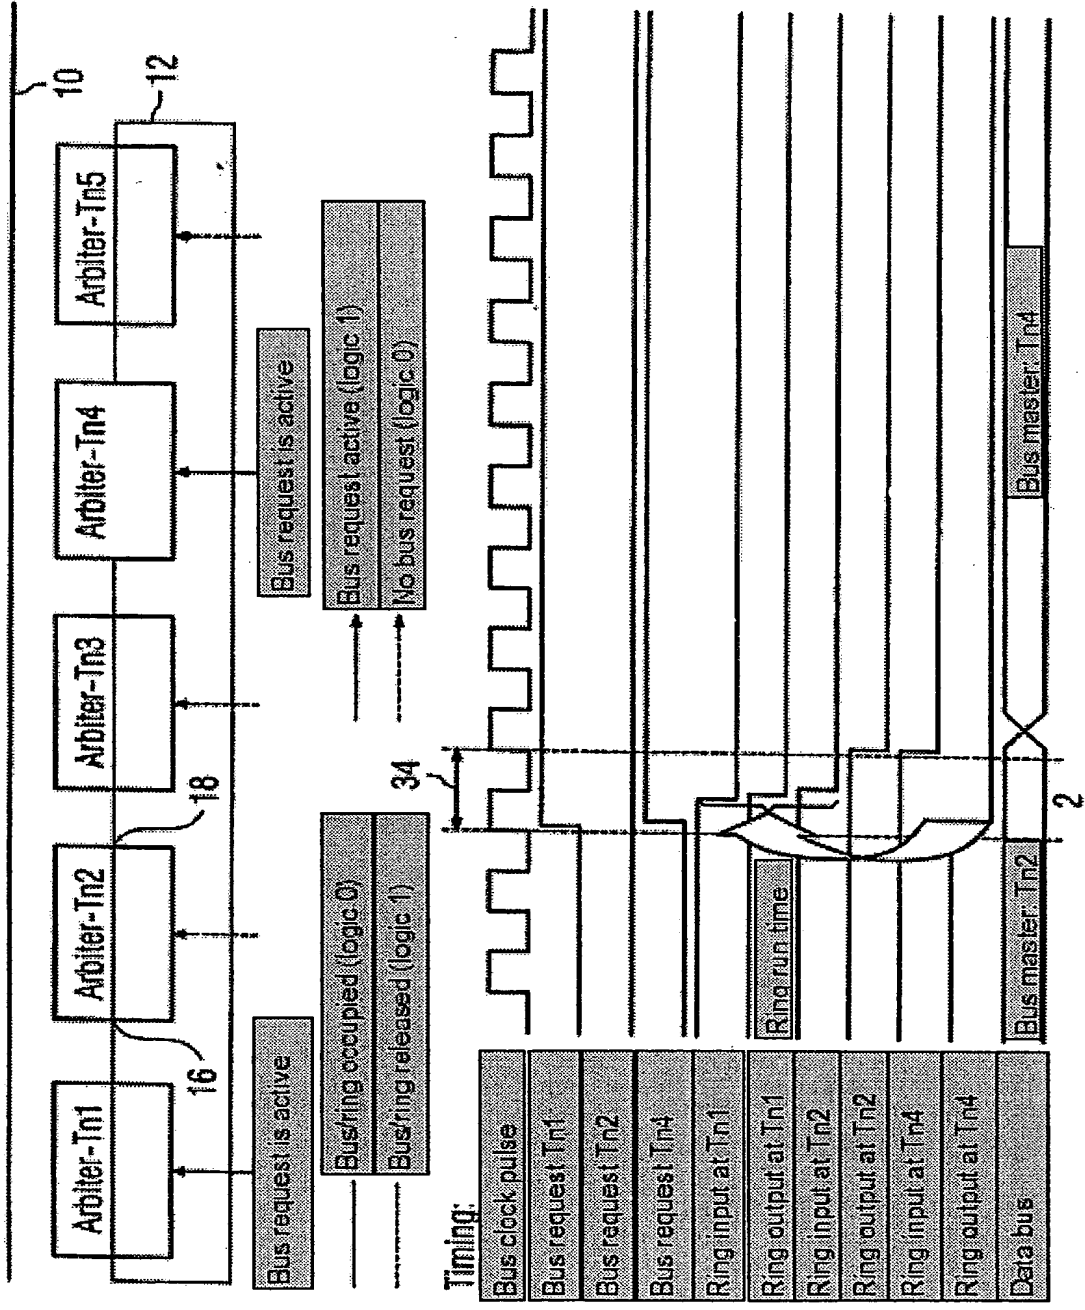 10
12
Arbiter-Tn1
Arbiter-Tn2
Arbiter-Tn3
Arbiter-Tn4
Arbiter-Tn5
16
18
Bus request is active
Bus request is active
Bus/ring occupied (logic 0)
Bus/ring released (logic 1)
Bus request active (logic 1)
No bus request (logic 0)
34
Timing:
Bus clock pulse
Bus request Tn1
Bus request Tn2
Bus request Tn4
Ring input at Tn1
Ring output at Tn1
Ring run time
Ring input at Tn2
Ring output at Tn2
Ring input at Tn4
Ring output at Tn4
Data bus
Bus master: Tn2
Bus master: Tn4
2